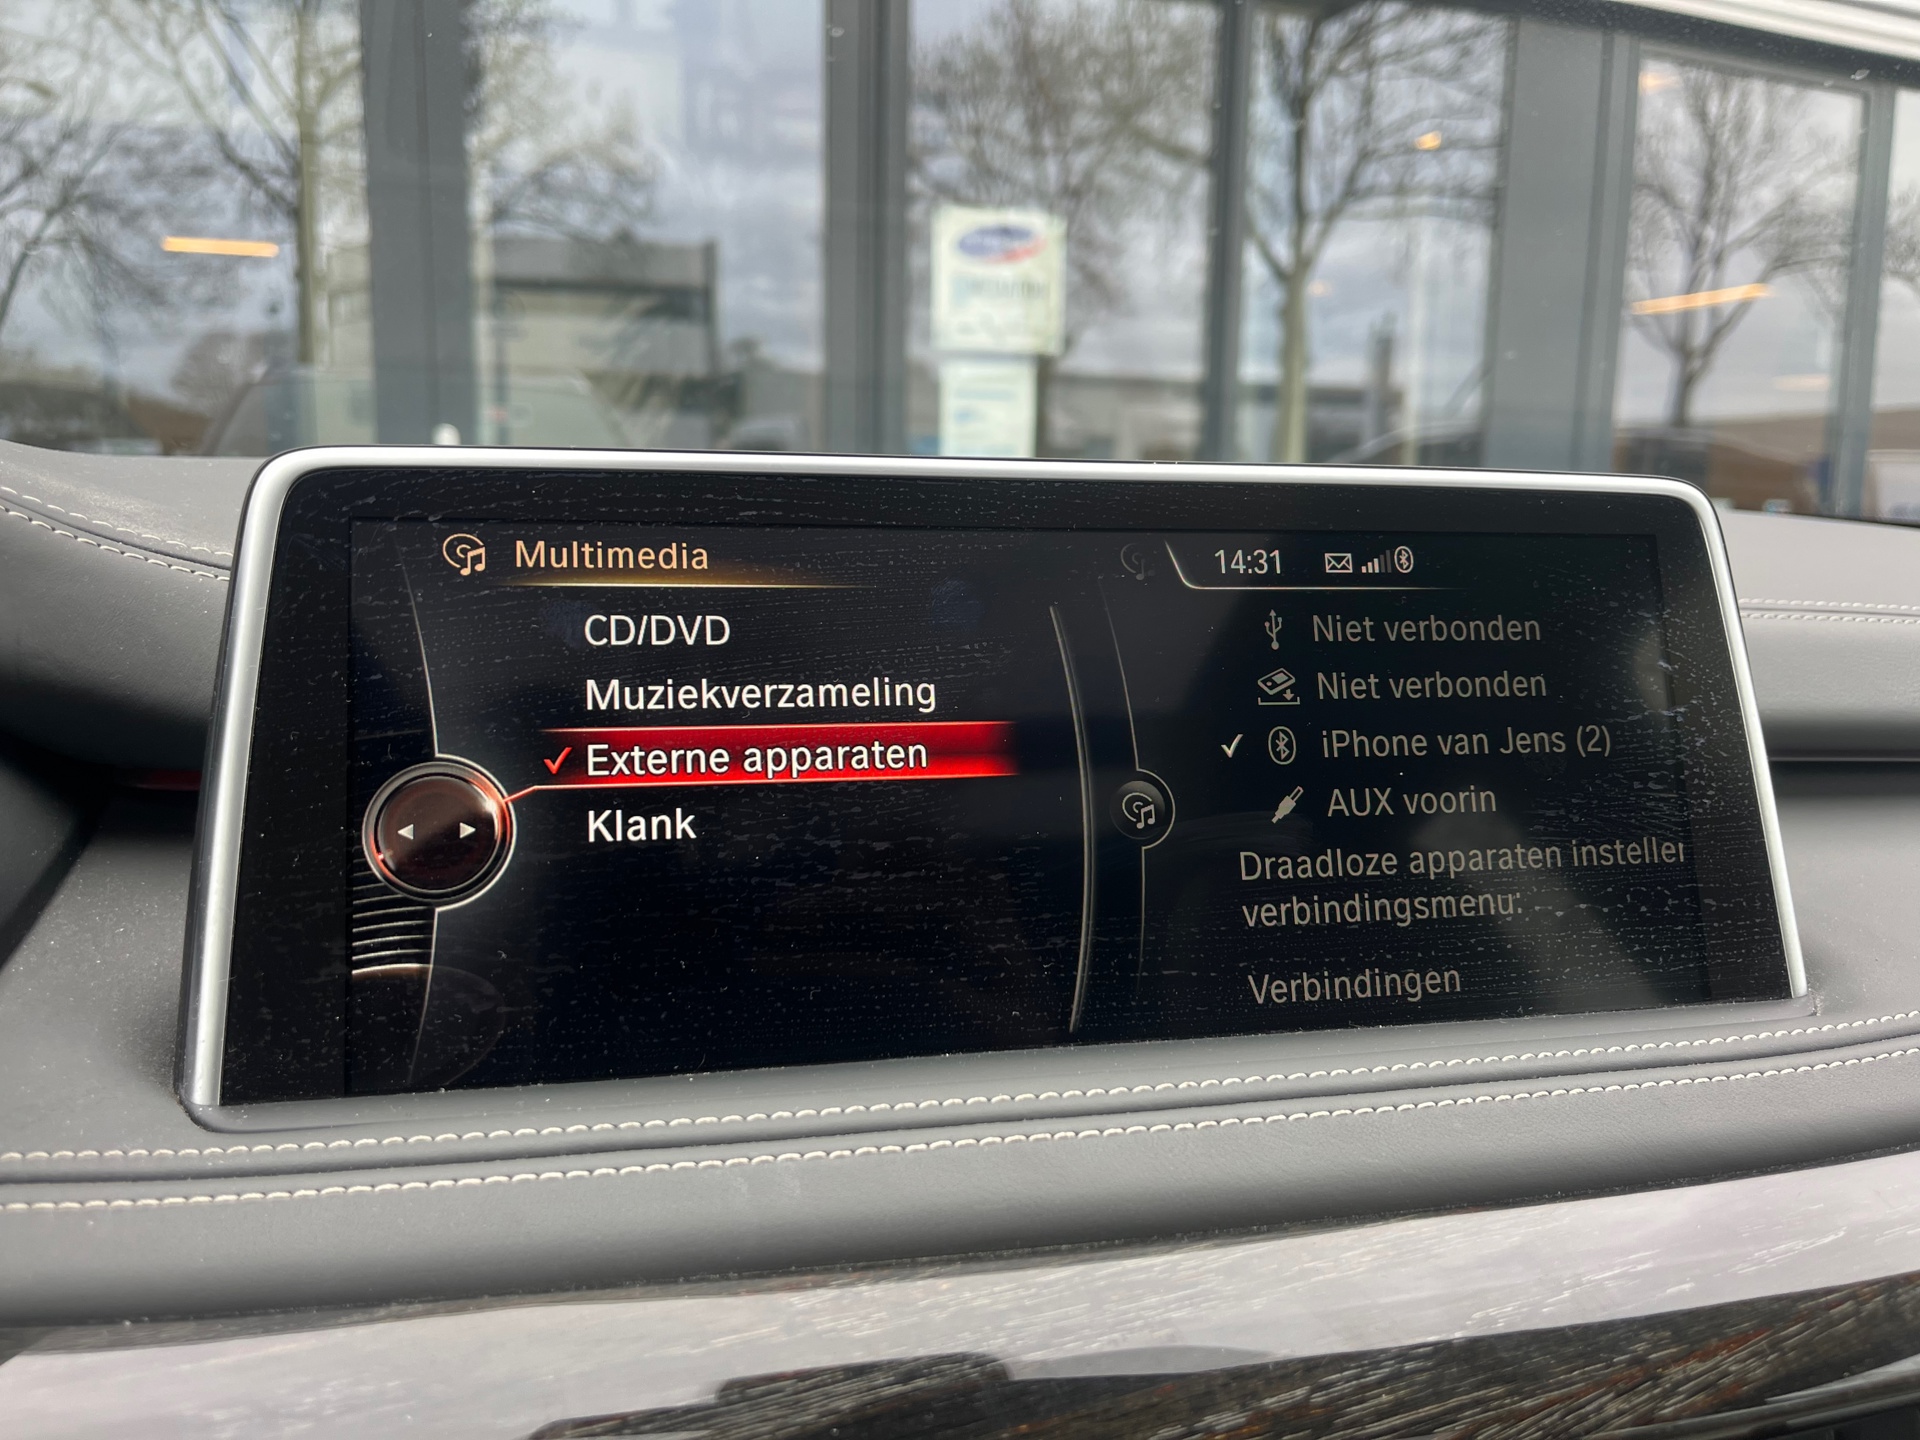 Multimedia
14:31
CD/DVD
Muziekverzameling
Externe apparaten
Klank
Niet verbonden
Niet verbonden
iPhone van Jens (2)
AUX voorin
Draadloze apparaten insteller
verbindingsmenu:
Verbindingen